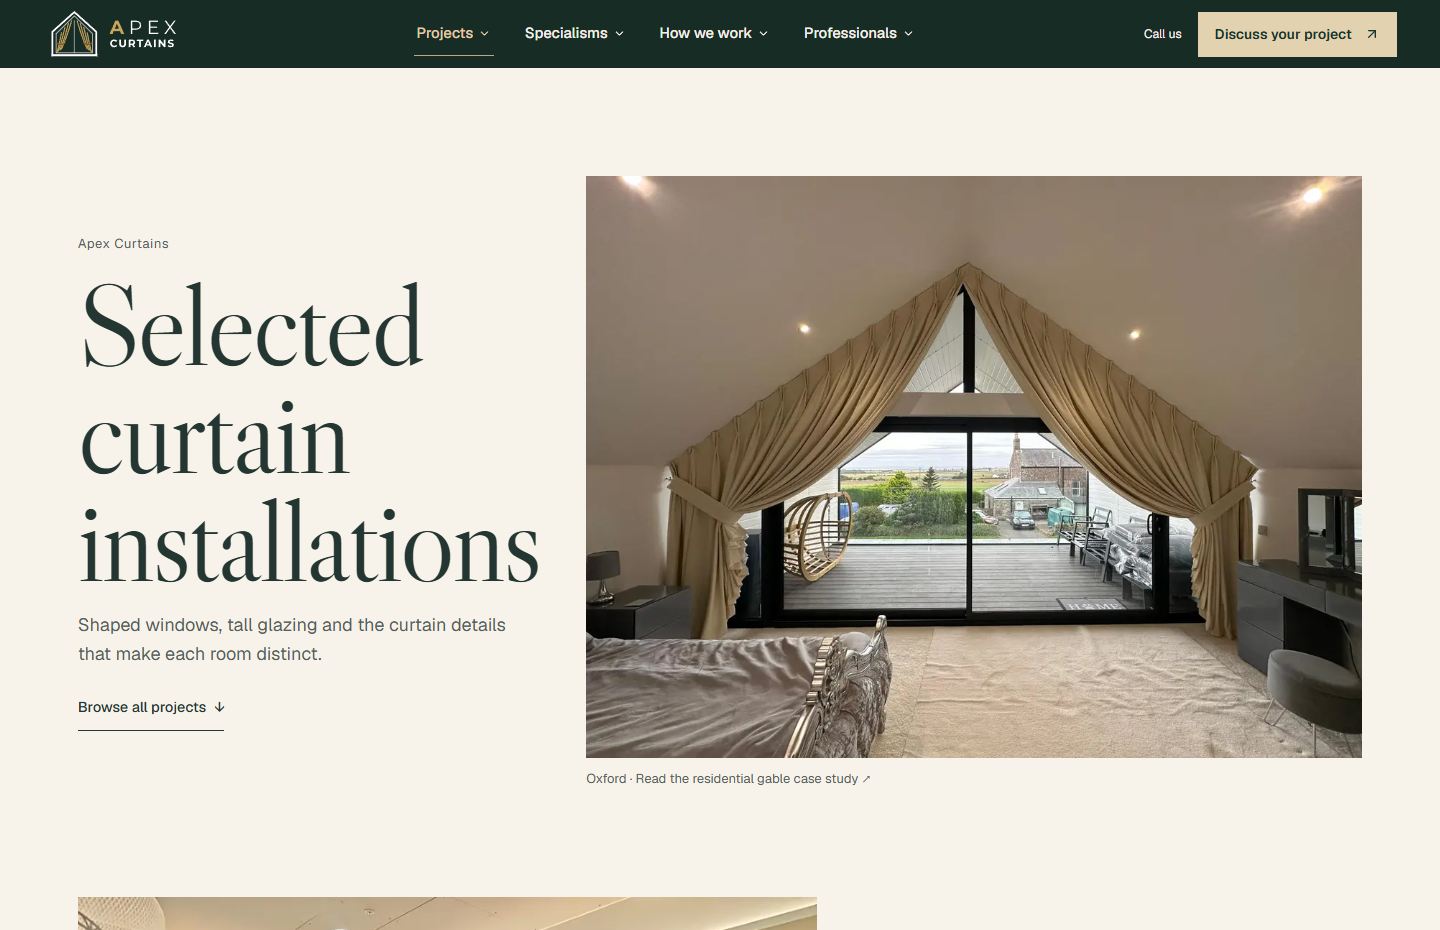 APEX
CURTAINS
Projects
Specialisms
How we work
Professionals
Call us
Discuss your project
Apex Curtains
Selected
curtain
installations
Shaped windows, tall glazing and the curtain details
that make each room distinct.
Browse all projects ↓
HOME
Oxford · Read the residential gable case study ↗